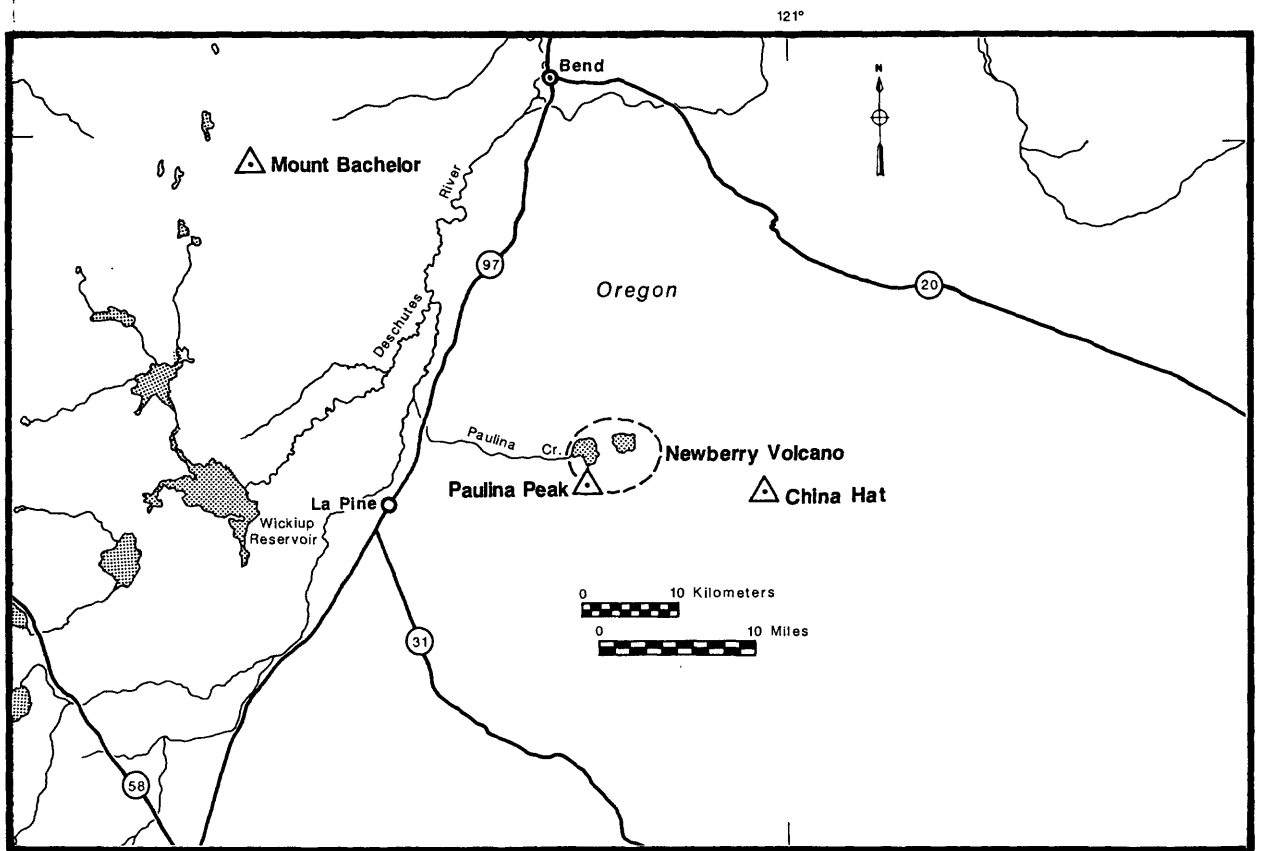 121°
Bend
N
Mount Bachelor
River
97
Oregon
20
Deschutes
Paulina Cr.
Newberry Volcano
Paulina Peak
China Hat
La Pine
Wickiup
Reservoir
0 10 Kilometers
0 10 Miles
31
58